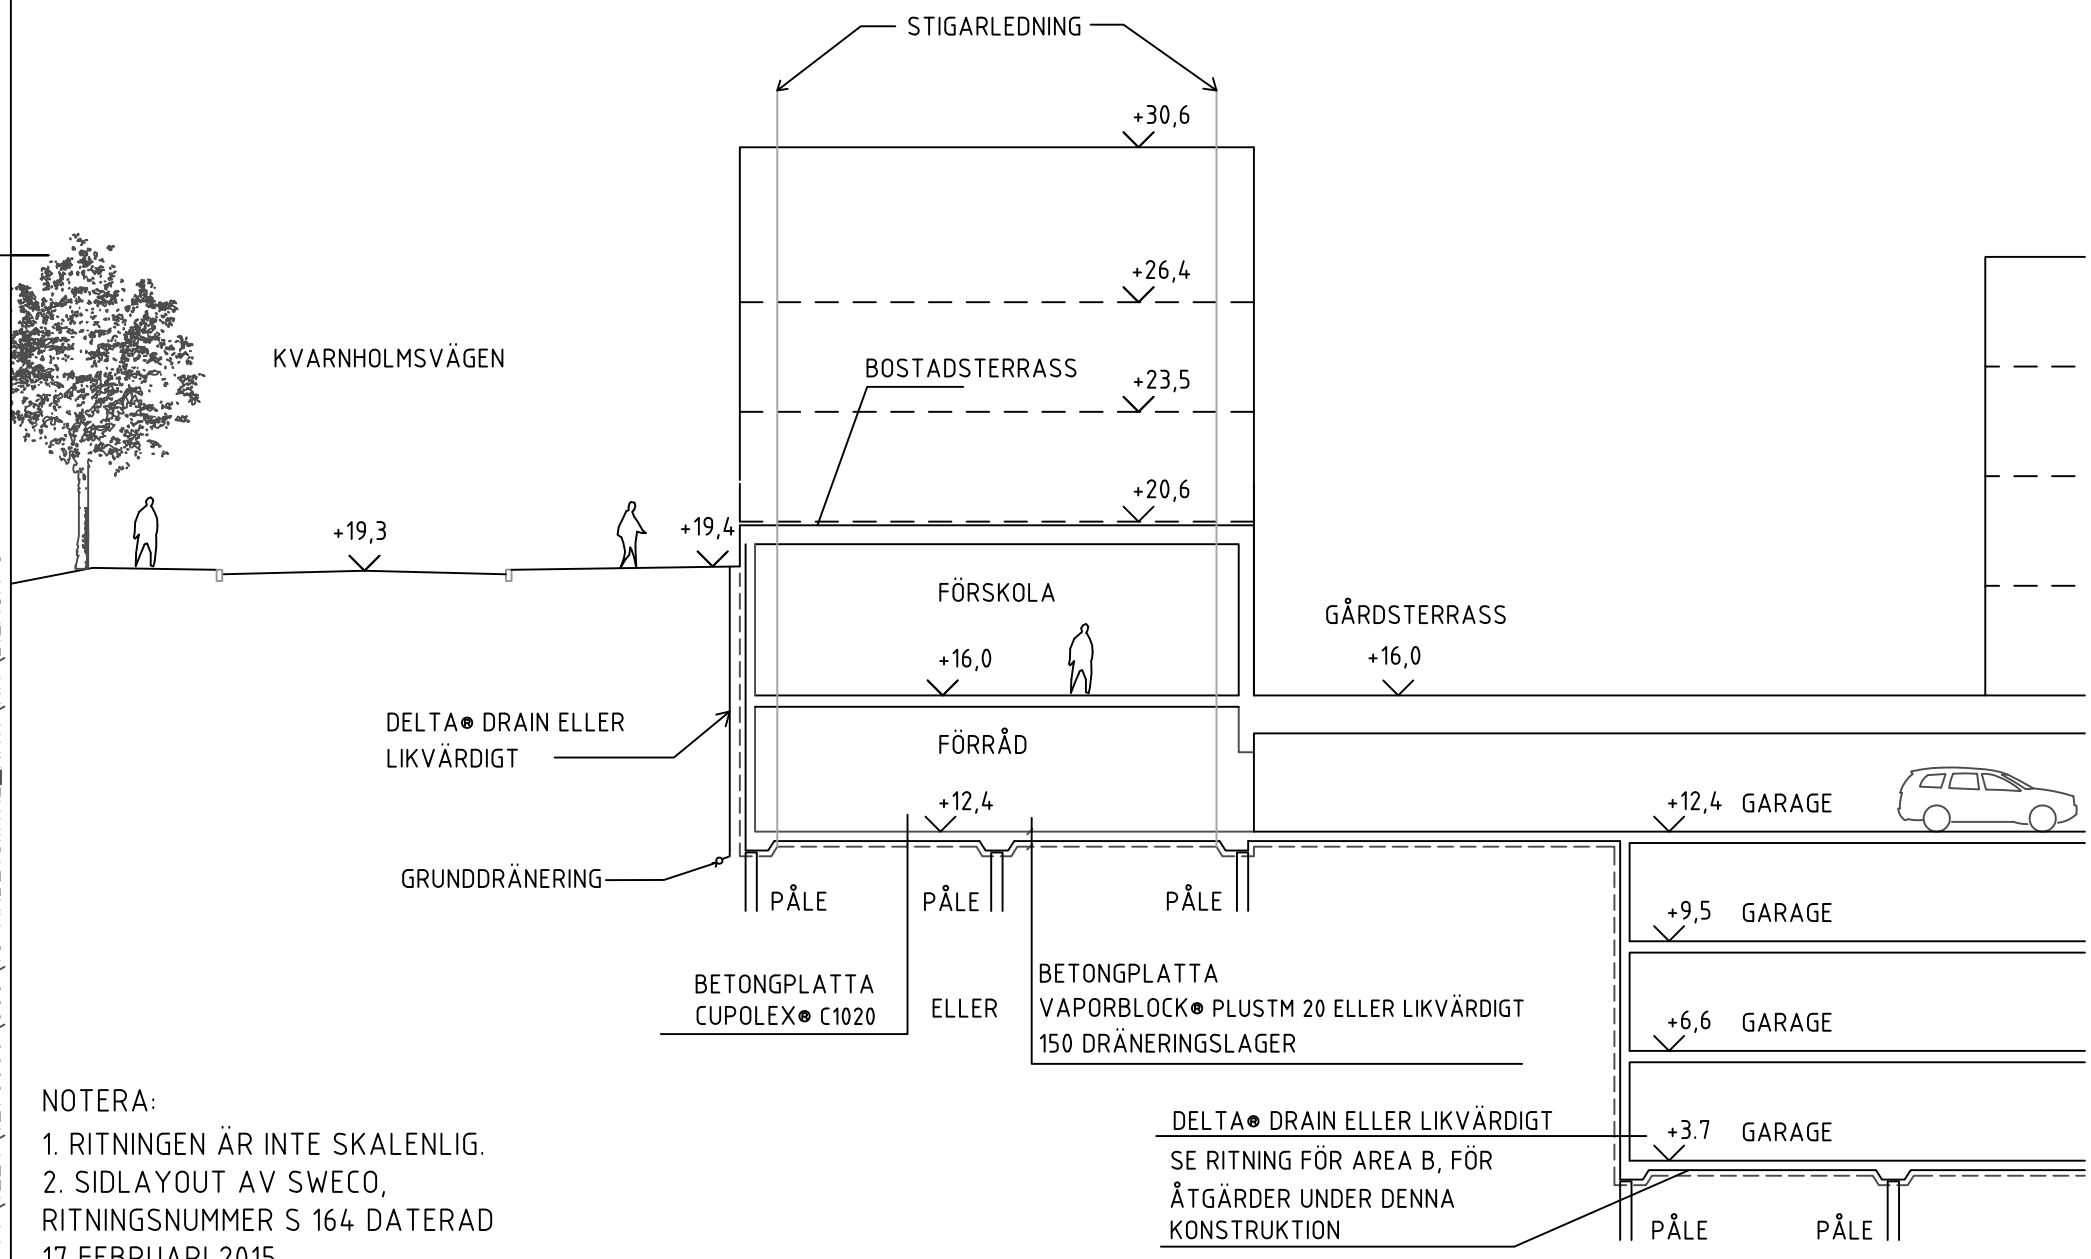 STIGARLEDNING
+30,6
+26,4
KVARNHOLMSVÄGEN
BOSTADSTERRASS
+23,5
+20,6
+19,3
+19,4
FÖRSKOLA
GÅRDSTERRASS
+16,0
+16,0
DELTA® DRAIN ELLER
LIKVÄRDIGT
FÖRRÅD
+12,4
+12,4 GARAGE
GRUNDDRÄNERING
PÅLE
PÅLE
PÅLE
+9,5 GARAGE
BETONGPLATTA
CUPOLEX® C1020
ELLER
BETONGPLATTA
VAPORBLOCK® PLUSTM 20 ELLER LIKVÄRDIGT
150 DRÄNERINGSLAGER
+6,6 GARAGE
NOTERA:
1. RITNINGEN ÄR INTE SKALENLIG.
2. SIDLAYOUT AV SWECO,
RITNINGSNUMMER S 164 DATERAD
17 FEBRUARI 2015
DELTA® DRAIN ELLER LIKVÄRDIGT
SE RITNING FÖR AREA B, FÖR
ÅTGÄRDER UNDER DENNA
KONSTRUKTION
+3.7 GARAGE
PÅLE
PÅLE